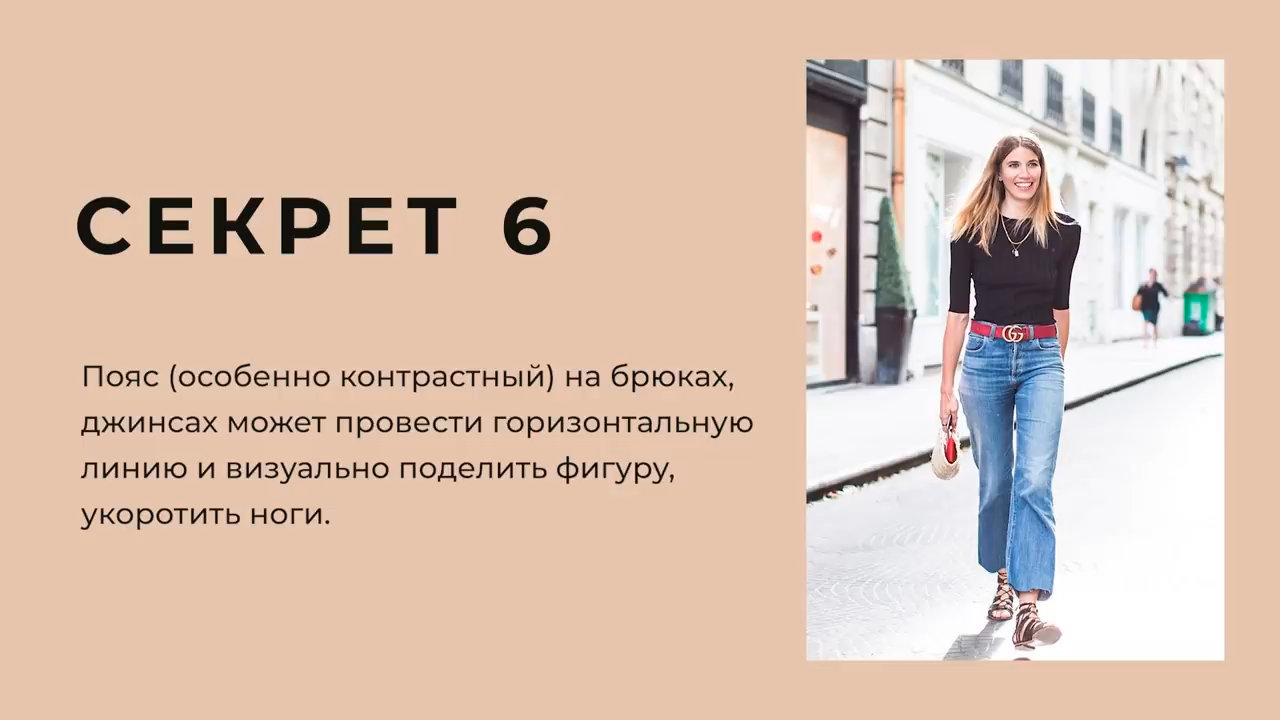 СЕКРЕТ 6
Пояс (особенно контрастный) на брюках,
джинсах может провести горизонтальную
линию и визуально поделить фигуру,
укоротить ноги.